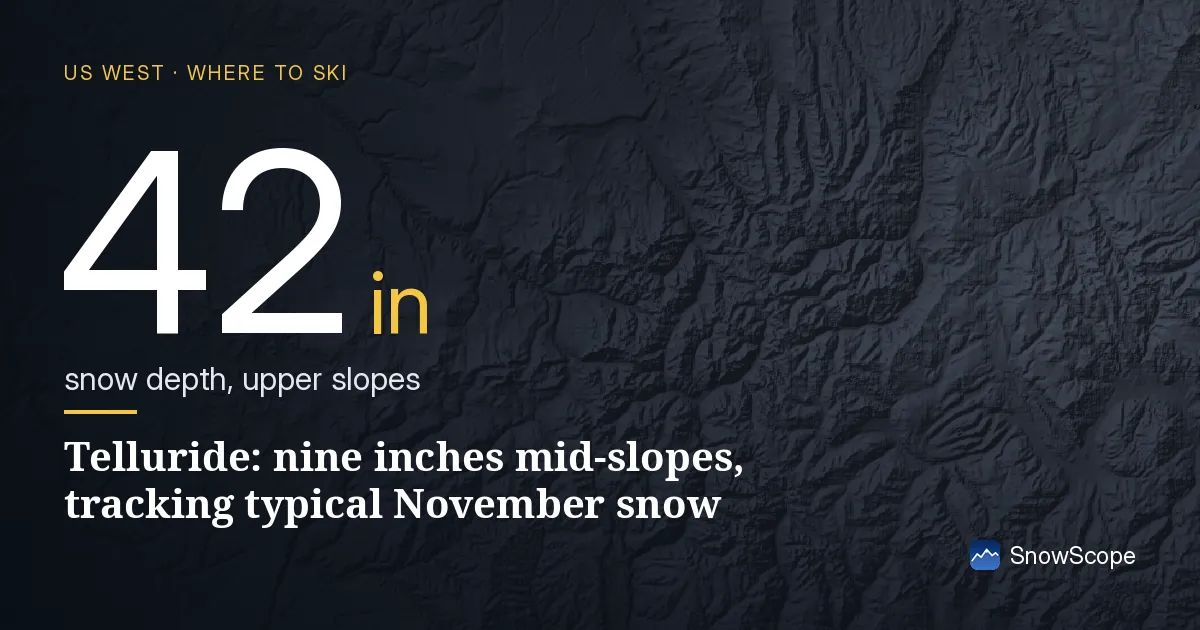 US WEST · WHERE TO SKI
42 in
snow depth, upper slopes
Telluride: nine inches mid-slopes,
tracking typical November snow
SnowScope